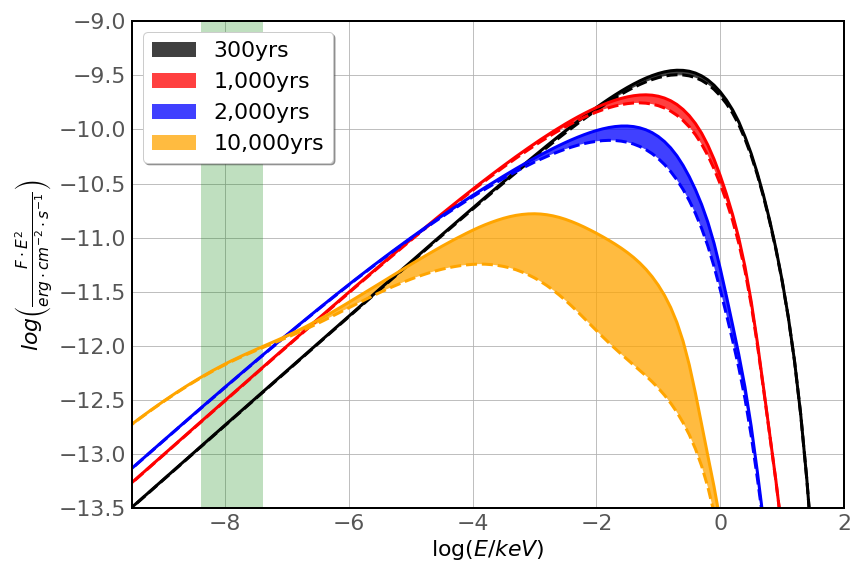 −9.0
−9.5
−10.0
−10.5
−11.0
−11.5
−12.0
−12.5
−13.0
−13.5
300yrs
1,000yrs
2,000yrs
10,000yrs
log(F · E² / erg · cm⁻² · s⁻¹)
−8 −6 −4 −2 0 2
log(E/keV)